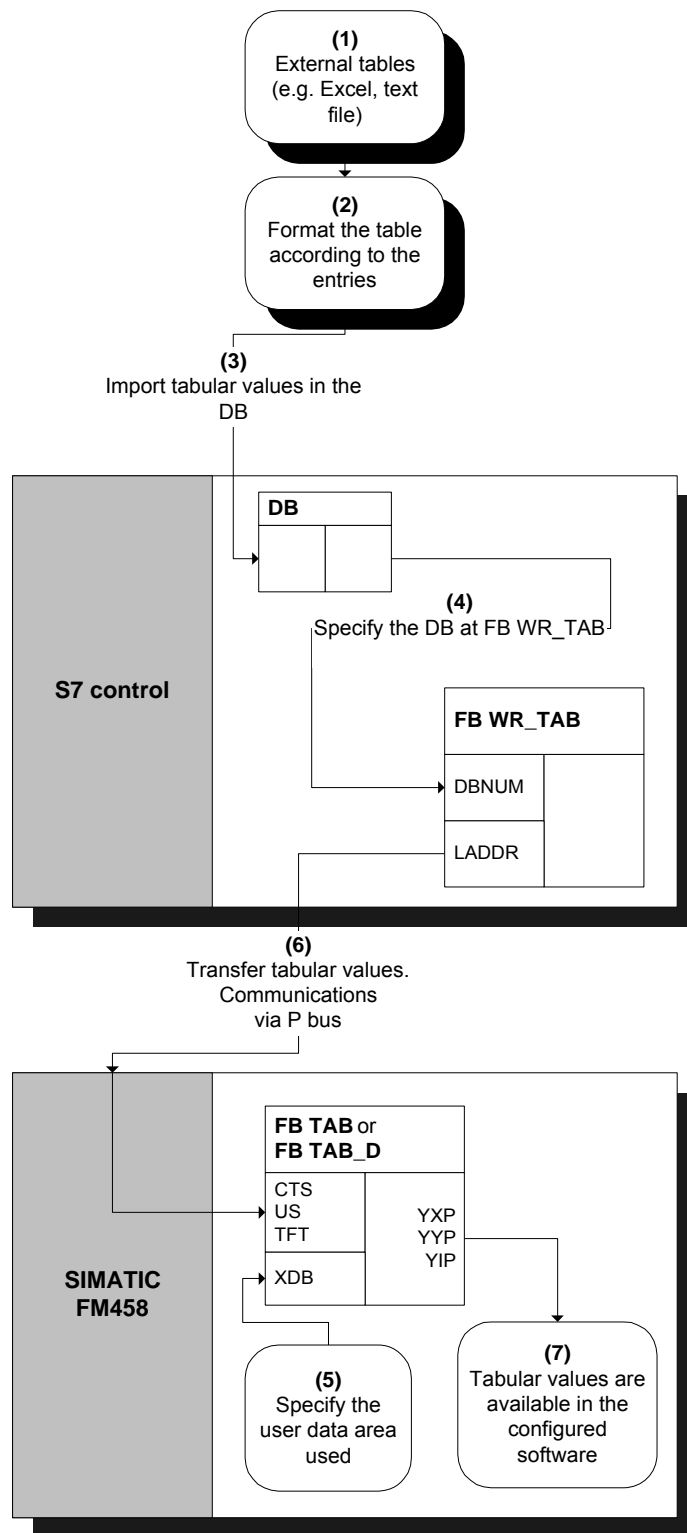 (1)
External tables
(e.g. Excel, text
file)
(2)
Format the table
according to the
entries
(3)
Import tabular values in the
DB
S7 control
DB
(4)
Specify the DB at FB WR_TAB
FB WR_TAB
DBNUM
LADDR
(6)
Transfer tabular values.
Communications
via P bus
SIMATIC
FM458
FB TAB or
FB TAB_D
CTS
US
TFT
XDB
YXP
YYP
YIP
(5)
Specify the
user data area
used
(7)
Tabular values are
available in the
configured
software